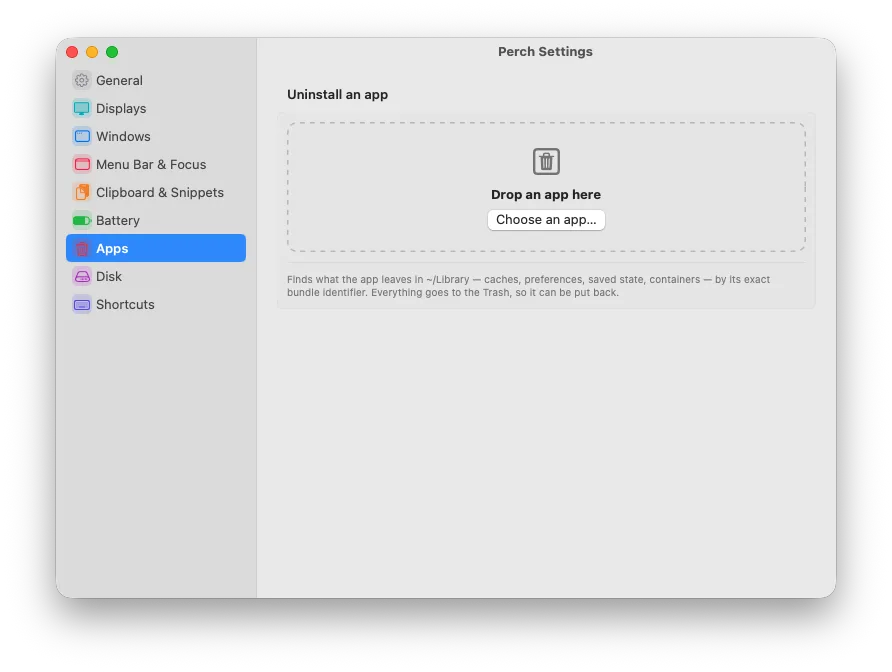 Perch Settings
General
Displays
Windows
Menu Bar & Focus
Clipboard & Snippets
Battery
Apps
Disk
Shortcuts
Uninstall an app
Drop an app here
Choose an app...
Finds what the app leaves in ~/Library — caches, preferences, saved state, containers — by its exact
bundle identifier. Everything goes to the Trash, so it can be put back.